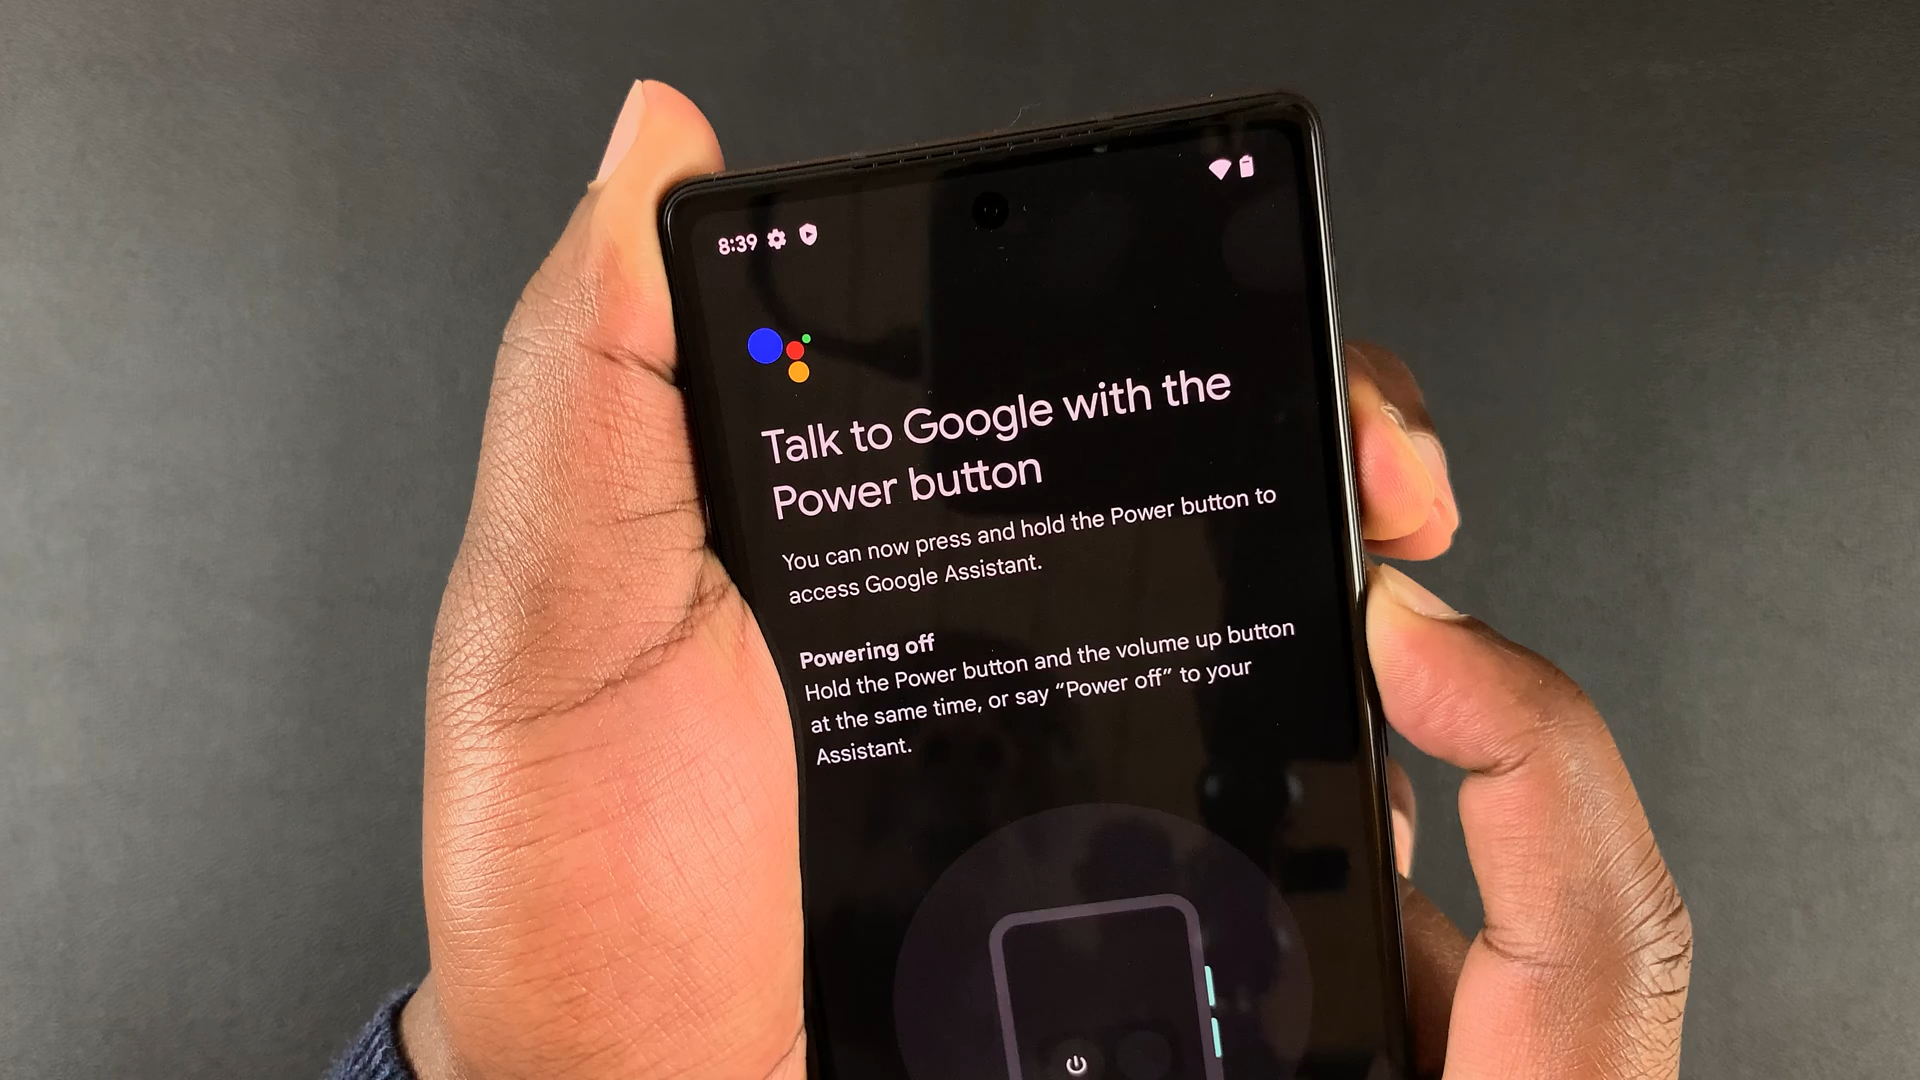 8:39
Talk to Google with the
Power button
You can now press and hold the Power button to
access Google Assistant.
Powering off
Hold the Power button and the volume up button
at the same time, or say “Power off” to your
Assistant.